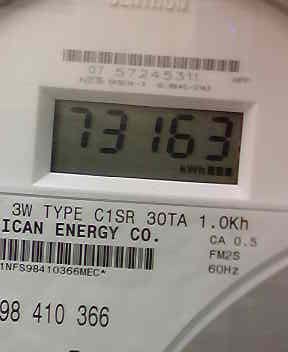 CENTRON
07 57245311
73163
kWh
3W TYPE C1SR 30TA 1.0Kh
ICAN ENERGY CO.
CA 0.5
FM2S
60Hz
1NFS98410366MEC*
98 410 366